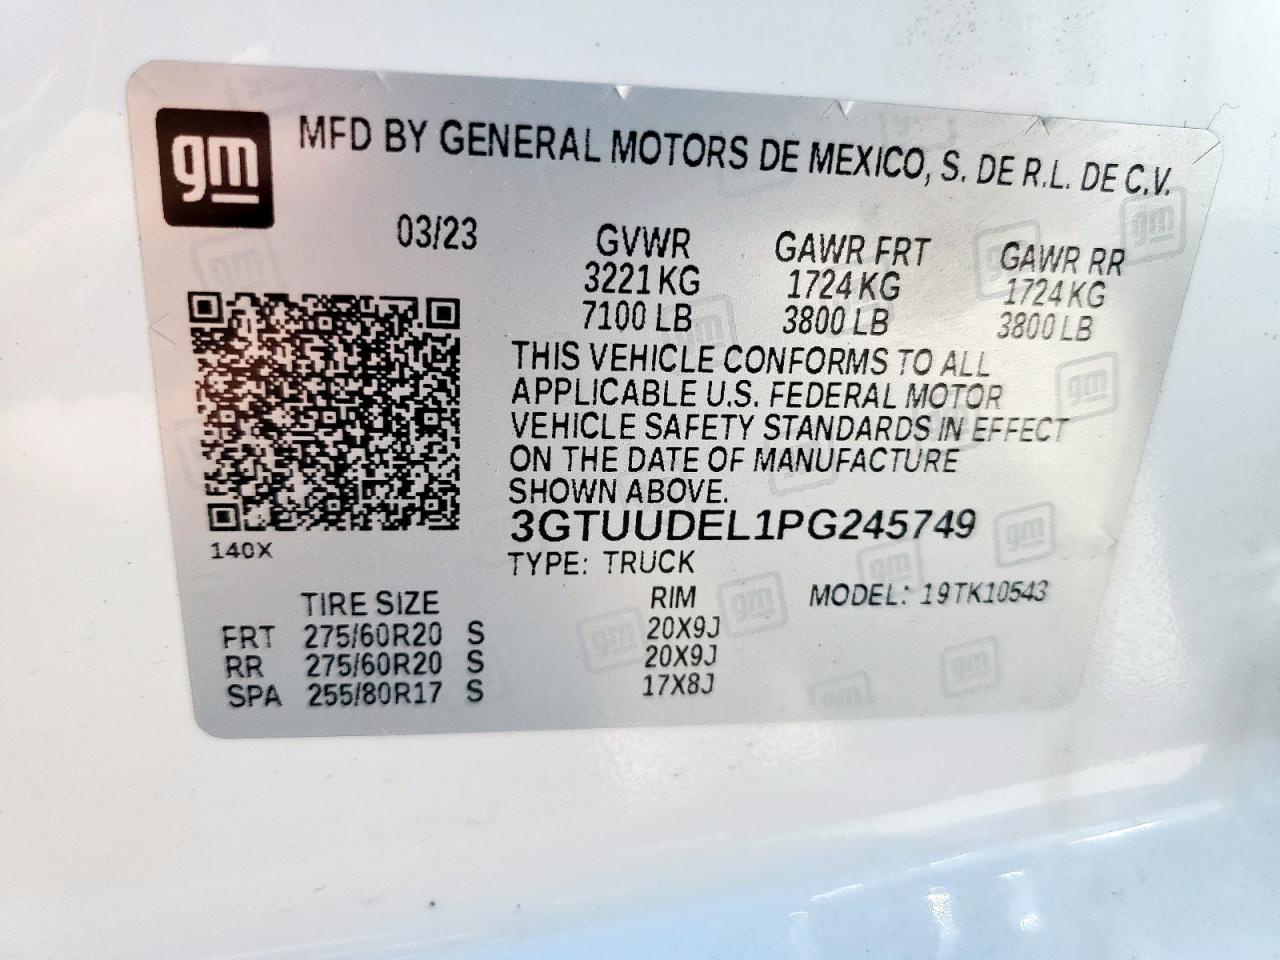 gm MFD BY GENERAL MOTORS DE MEXICO, S. DE R.L. DE C.V.
03/23
GVWR GAWR FRT GAWR RR
3221 KG 1724 KG 1724 KG
7100 LB 3800 LB 3800 LB
THIS VEHICLE CONFORMS TO ALL
APPLICABLE U.S. FEDERAL MOTOR
VEHICLE SAFETY STANDARDS IN EFFECT
ON THE DATE OF MANUFACTURE
SHOWN ABOVE.
3GTUUDEL1PG245749
140X
TYPE: TRUCK
TIRE SIZE RIM MODEL: 19TK10543
FRT 275/60R20 S 20X9J
RR 275/60R20 S 20X9J
SPA 255/80R17 S 17X8J